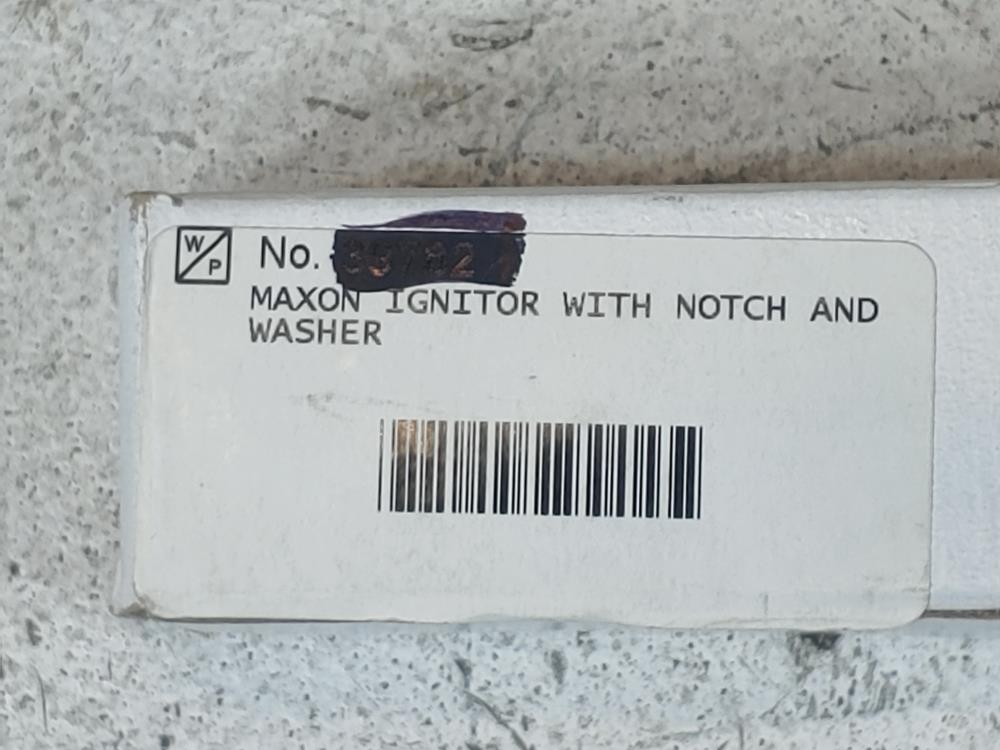 W/P No.
MAXON IGNITOR WITH NOTCH AND
WASHER